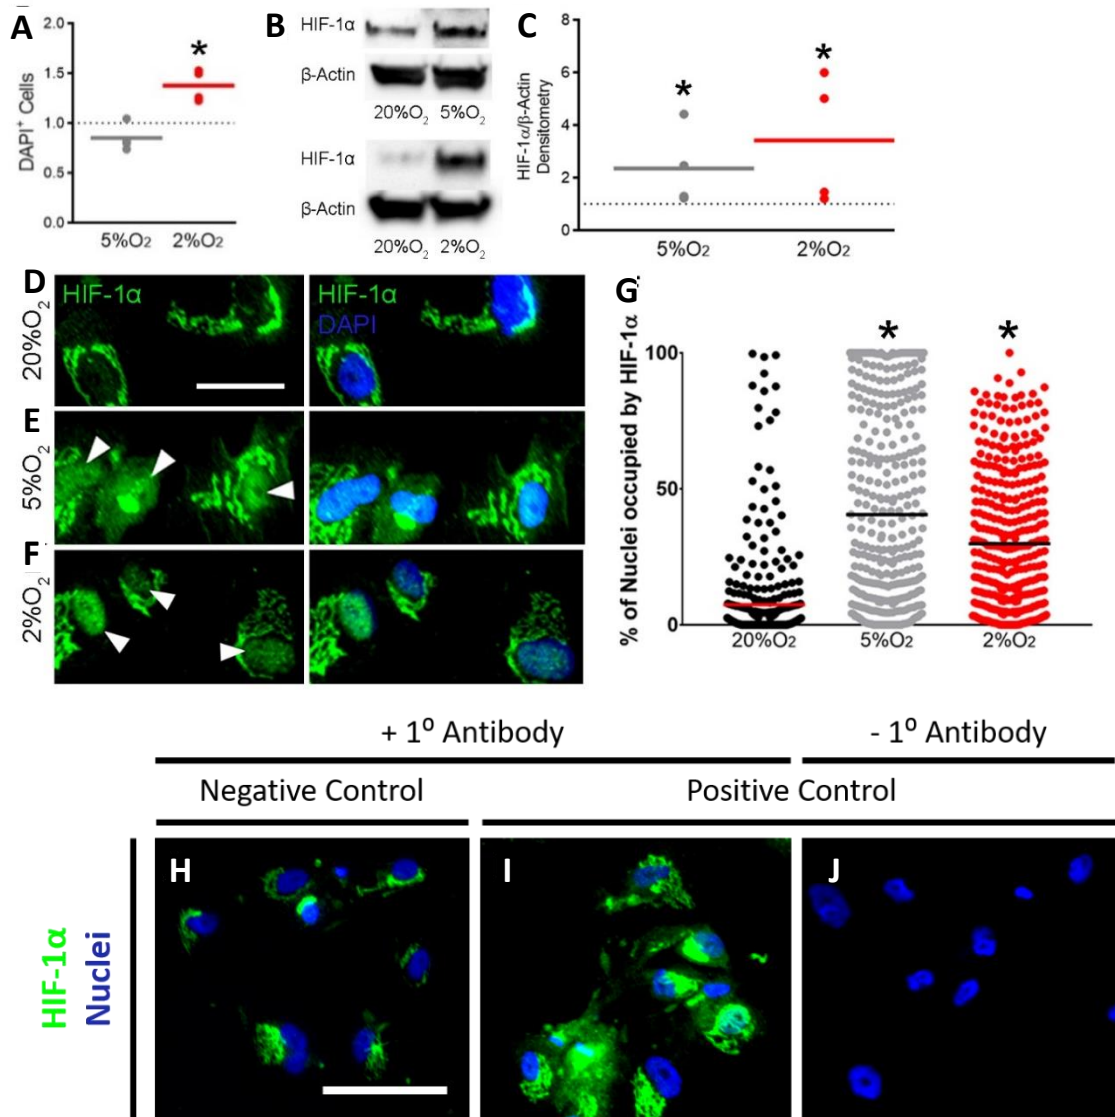 A
2.0
1.5
1.0
0.5
0.0
DAPI⁺ Cells
*
5%O₂
2%O₂
B
HIF-1α
β-Actin
20%O₂ 5%O₂
HIF-1α
β-Actin
20%O₂ 2%O₂
C
8
6
4
2
0
HIF-1α/β-Actin
Densitometry
*
*
5%O₂
2%O₂
D
20%O₂
HIF-1α
HIF-1α
DAPI
E
5%O₂
F
2%O₂
G
% of Nuclei occupied by HIF-1α
100
50
0
*
*
20%O₂
5%O₂
2%O₂
+ 1⁰ Antibody
- 1⁰ Antibody
Negative Control
Positive Control
HIF-1α
Nuclei
H
I
J